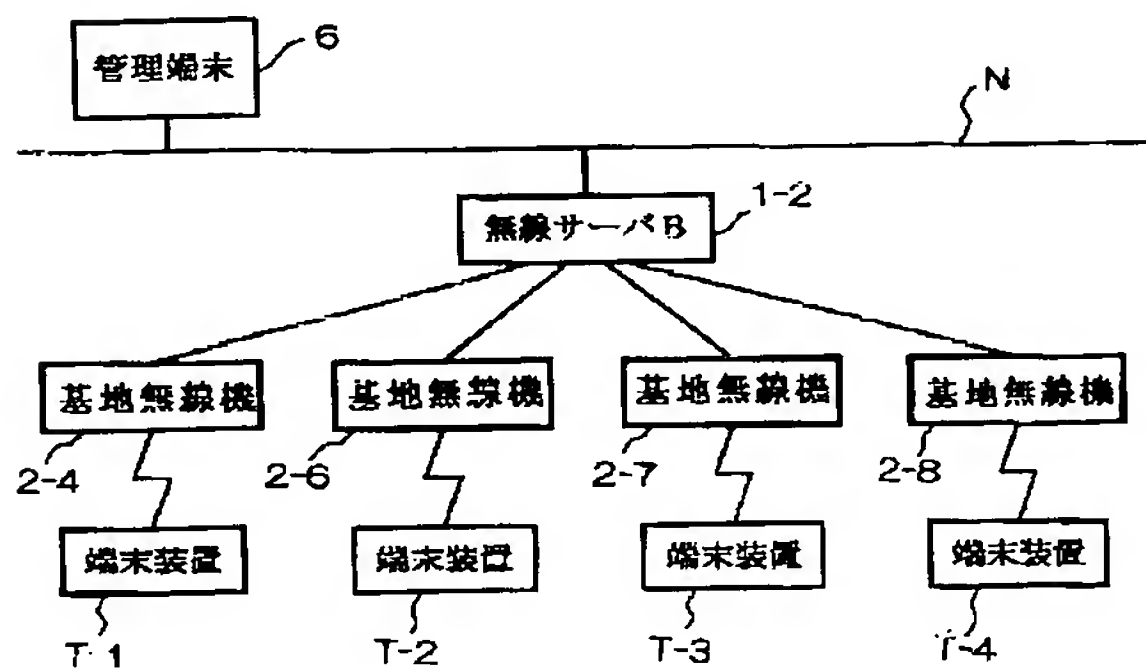 6
管理端末
N
1-2
無線サーバB
基地無線機 基地無線機 基地無線機 基地無線機
2-4 2-6 2-7 2-8
端末装置 端末装置 端末装置 端末装置
T-1 T-2 T-3 T-4